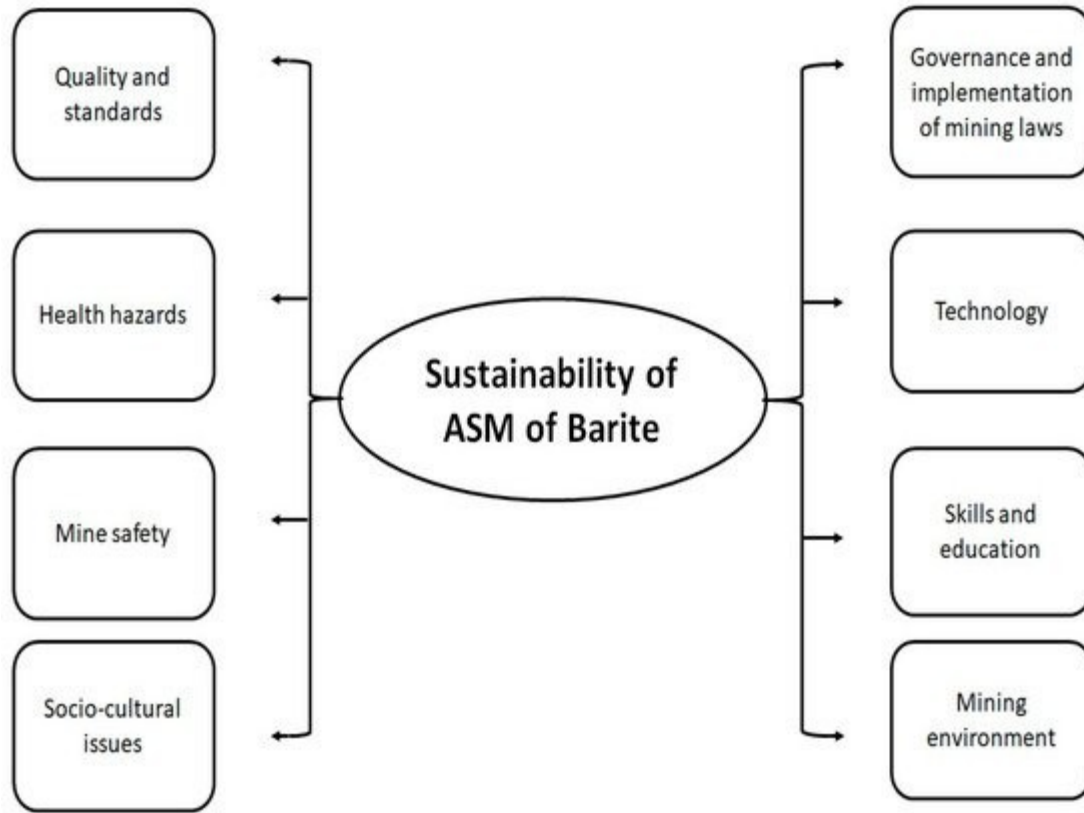 Quality and
standards
Health hazards
Mine safety
Socio-cultural
issues
Sustainability of
ASM of Barite
Governance and
implementation
of mining laws
Technology
Skills and
education
Mining
environment